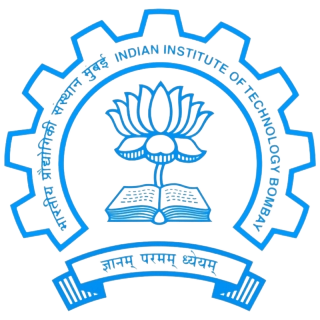 भारतीय प्रौद्योगिकी संस्थान मुंबई
INDIAN INSTITUTE OF TECHNOLOGY BOMBAY
ज्ञानम् परमम् ध्येयम्